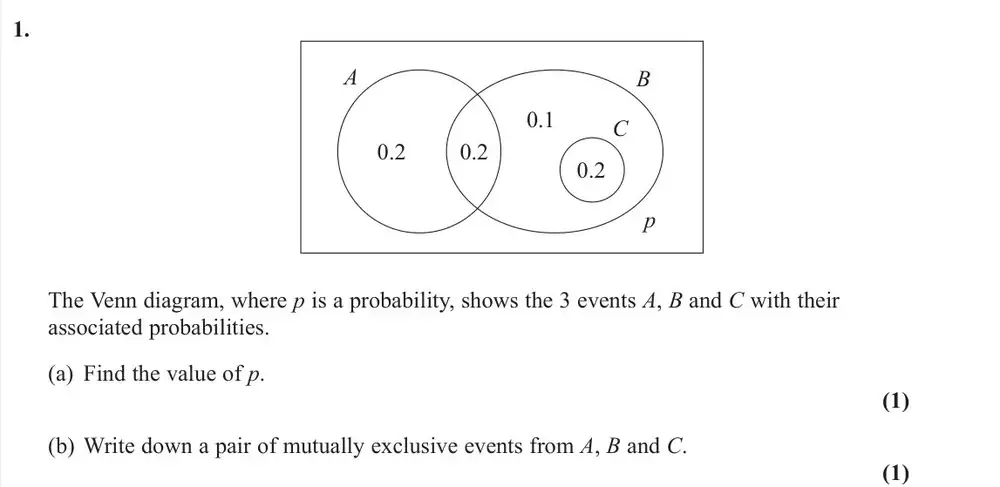 1.
A
B
0.1
C
0.2
0.2
0.2
p
The Venn diagram, where p is a probability, shows the 3 events A, B and C with their
associated probabilities.
(a) Find the value of p.
(1)
(b) Write down a pair of mutually exclusive events from A, B and C.
(1)